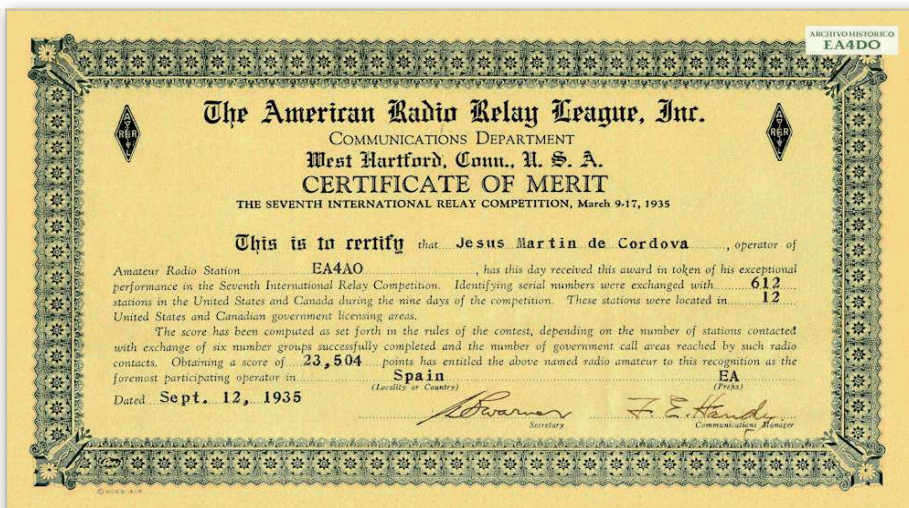 ARCHIVO HISTORICO
EA4DO
The American Radio Relay League, Inc.
COMMUNICATIONS DEPARTMENT
West Hartford, Conn., U. S. A.
CERTIFICATE OF MERIT
THE SEVENTH INTERNATIONAL RELAY COMPETITION, March 9-17, 1935
This is to certify that Jesus Martin de Cordova, operator of
Amateur Radio Station EA4AO, has this day received this award in token of his exceptional
performance in the Seventh International Relay Competition. Identifying serial numbers were exchanged with 612
stations in the United States and Canada during the nine days of the competition. These stations were located in 12
United States and Canadian government licensing areas.
The score has been computed as set forth in the rules of the contest, depending on the number of stations contacted
with exchange of six number groups successfully completed and the number of government call areas reached by such radio
contacts. Obtaining a score of 23,504 points has entitled the above named radio amateur to this recognition as the
foremost participating operator in Spain EA
(Locality or Country) (Prefix)
Dated Sept. 12, 1935 F. E. Handy
Secretary Communications Manager